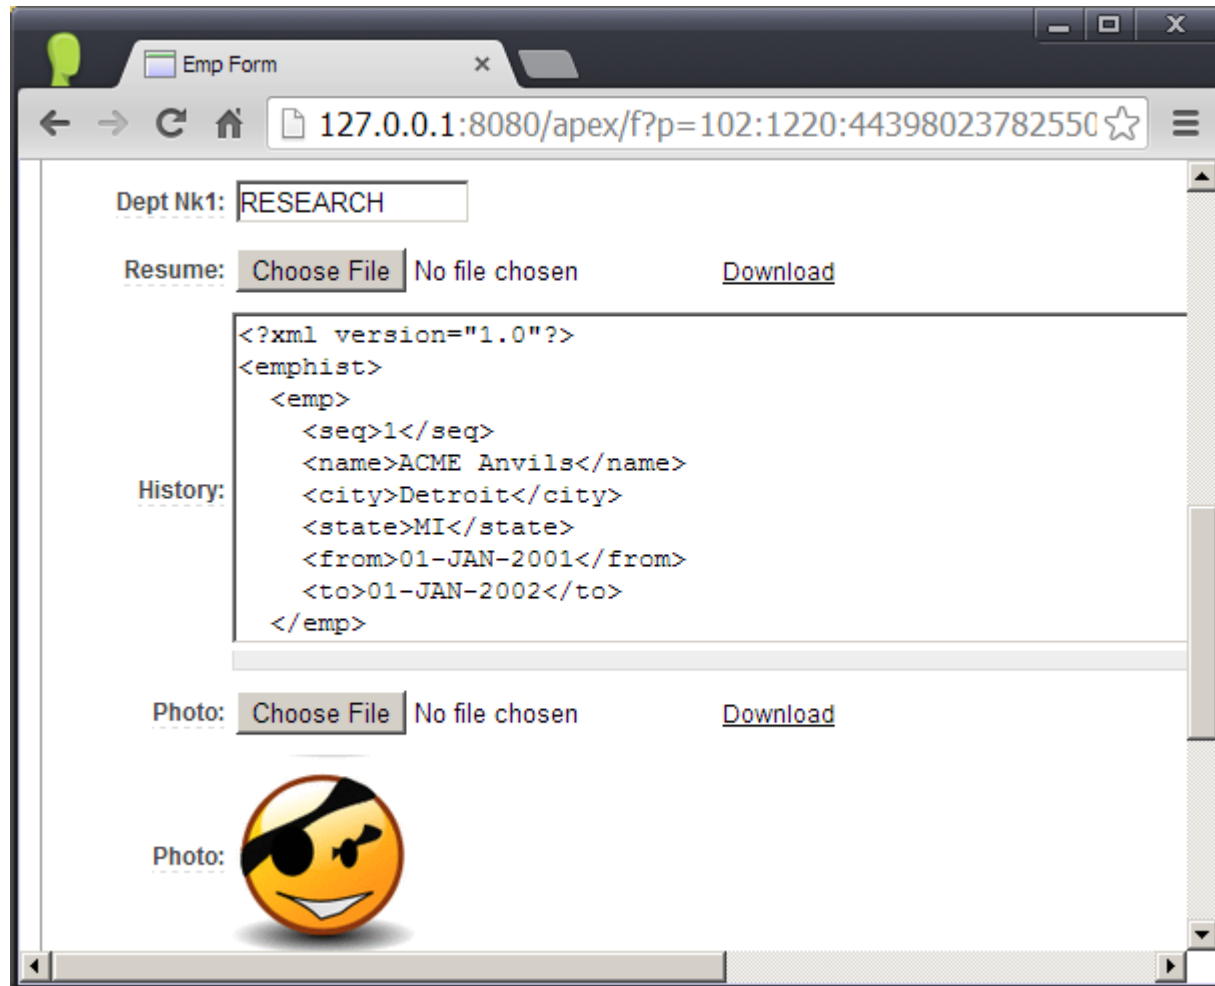 Emp Form
127.0.0.1:8080/apex/f?p=102:1220:44398023782550
Dept Nk1: RESEARCH
Resume: Choose File No file chosen Download
<?xml version="1.0"?>
<emphist>
  <emp>
    <seq>1</seq>
    <name>ACME Anvils</name>
History:
    <city>Detroit</city>
    <state>MI</state>
    <from>01-JAN-2001</from>
    <to>01-JAN-2002</to>
  </emp>
Photo: Choose File No file chosen Download
Photo: